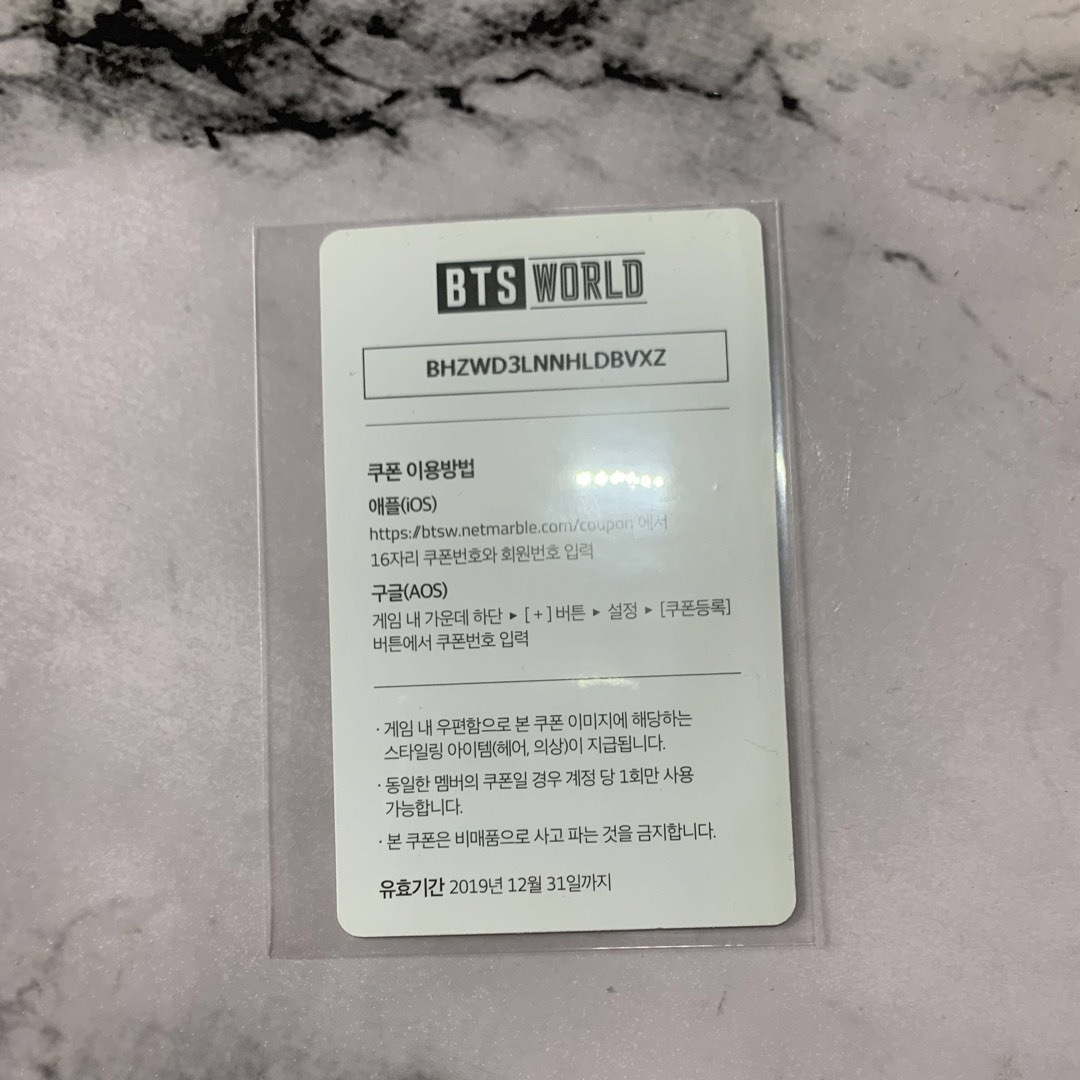 BTS WORLD
BHZWD3LNNHLDBVXZ
쿠폰 이용방법
애플(iOS)
https://btsw.netmarble.com/coupon 에서
16자리 쿠폰번호와 회원번호 입력
구글(AOS)
게임 내 가운데 하단 ▸ [ + ] 버튼 ▸ 설정 ▸ [쿠폰등록]
버튼에서 쿠폰번호 입력
· 게임 내 우편함으로 본 쿠폰 이미지에 해당하는
스타일링 아이템(헤어, 의상)이 지급됩니다.
· 동일한 멤버의 쿠폰일 경우 계정 당 1회만 사용
가능합니다.
· 본 쿠폰은 비매품으로 사고 파는 것을 금지합니다.
유효기간 2019년 12월 31일까지